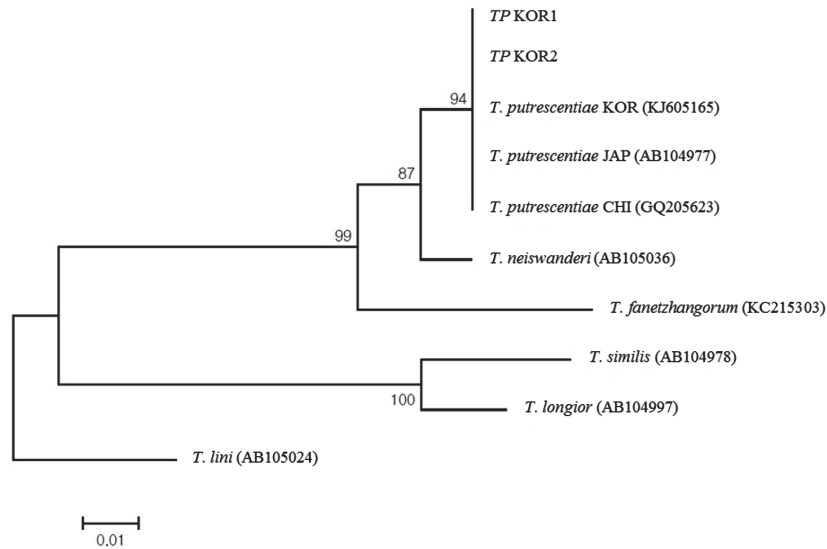 TP KOR1
TP KOR2
94
T. putrescentiae KOR (KJ605165)
T. putrescentiae JAP (AB104977)
87
T. putrescentiae CHI (GQ205623)
99
T. neiswanderi (AB105036)
T. fanetzhangorum (KC215303)
T. similis (AB104978)
100
T. longior (AB104997)
T. lini (AB105024)
0.01